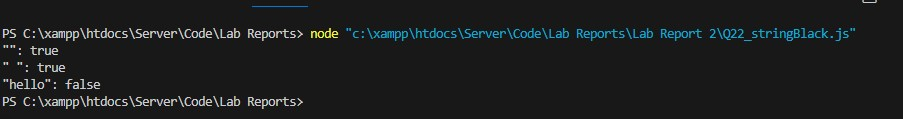 PS C:\xampp\htdocs\Server\Code\Lab Reports> node "c:\xampp\htdocs\Server\Code\Lab Reports\Lab Report 2\Q22_stringBlack.js"
"": true
" ": true
"hello": false
PS C:\xampp\htdocs\Server\Code\Lab Reports>